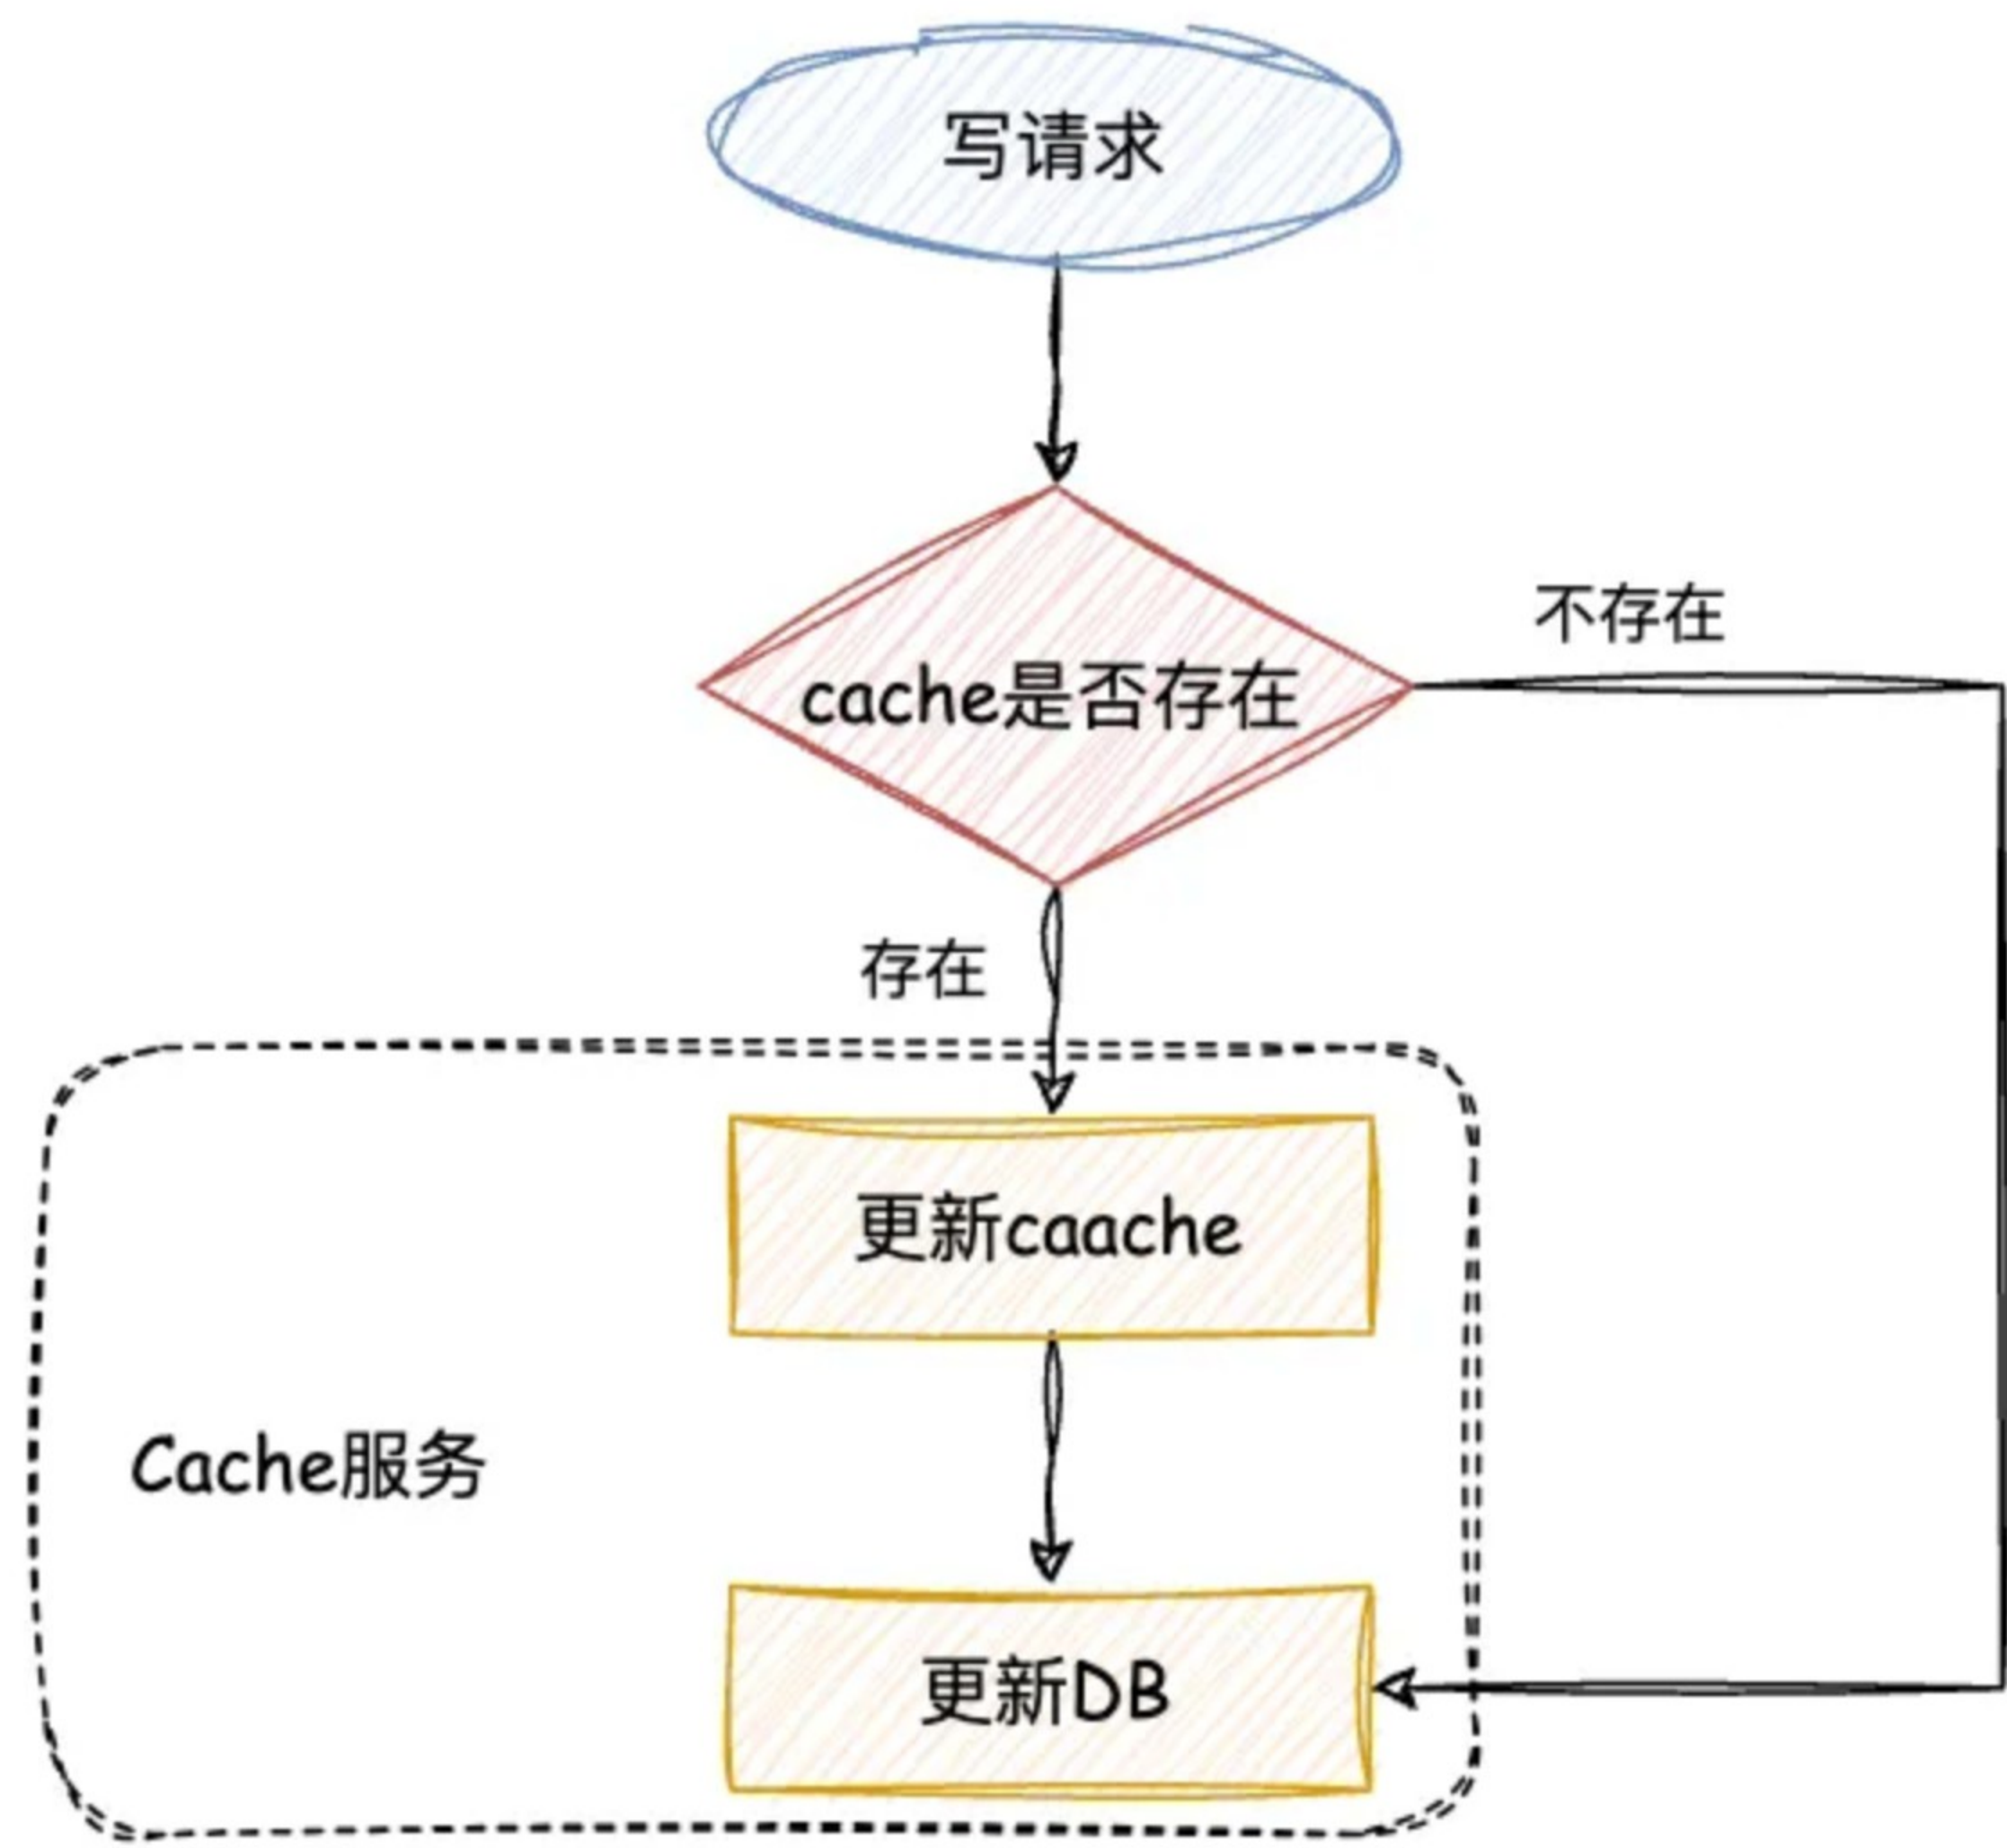 写请求
cache是否存在
不存在
存在
更新caache
Cache服务
更新DB